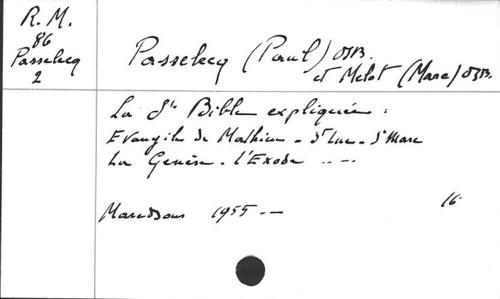 R. M.
86
Passelecq
2
Passelecq (Paul) OSB.
et Melot (Marc) OSB.
La Ste Bible expliquée :
Evangile de Mathieu - St Luc - St Marc
La Genèse - l'Exode ...
Maredsous 1955 -- 16